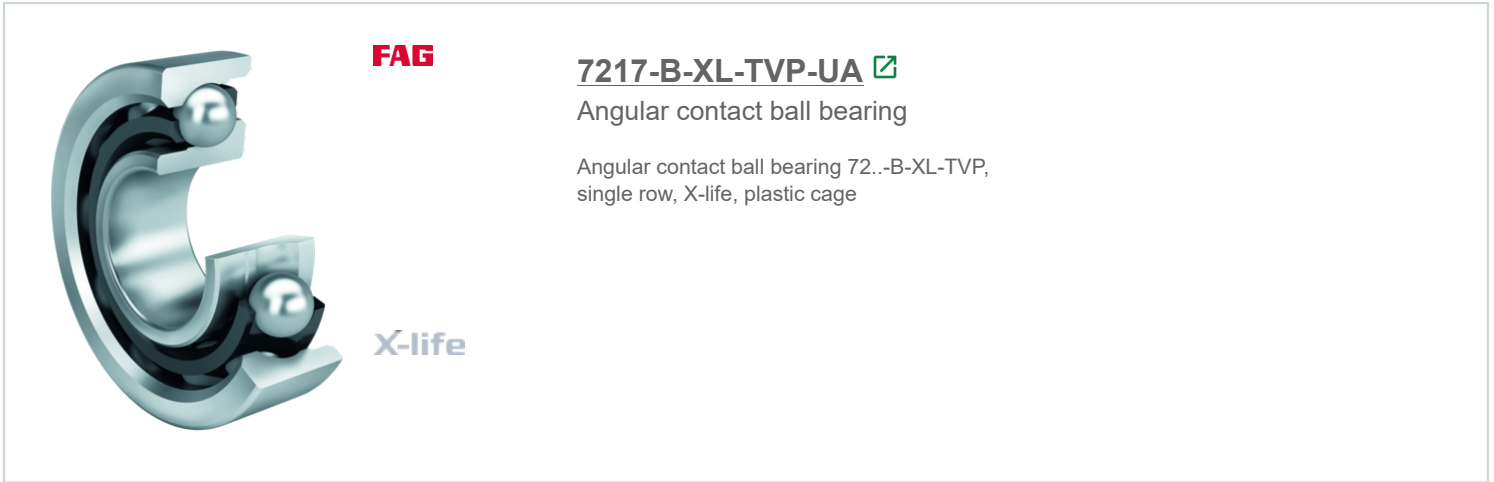 FAG
7217-B-XL-TVP-UA
Angular contact ball bearing
Angular contact ball bearing 72..-B-XL-TVP,
single row, X-life, plastic cage
X-life